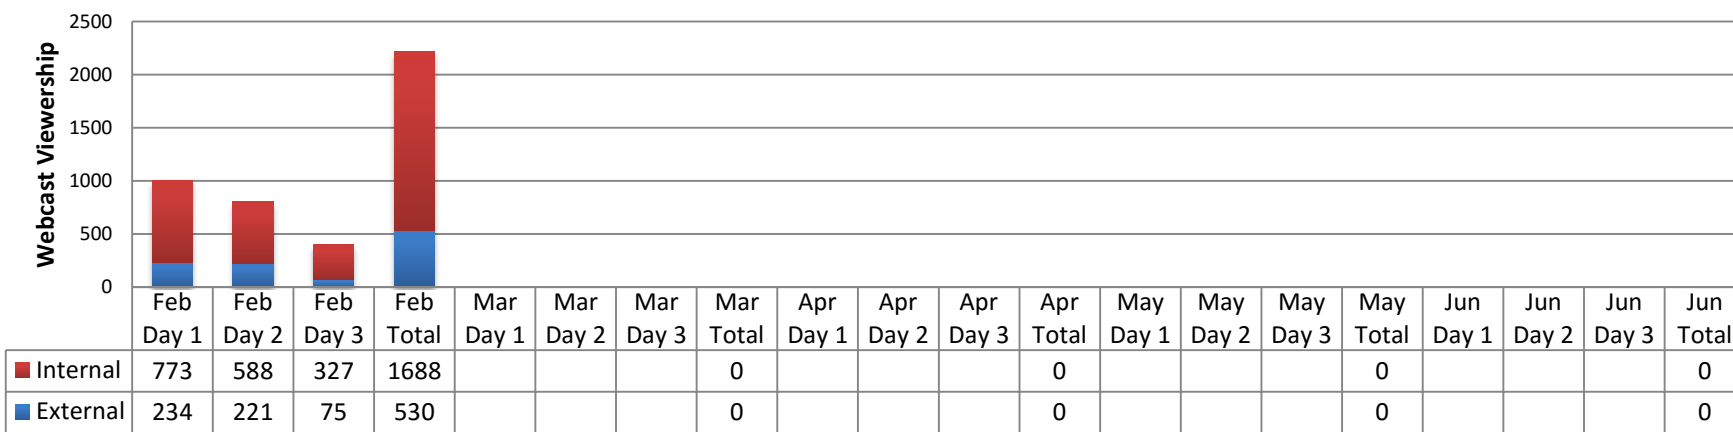 Webcast Viewership
2500
2000
1500
1000
500
0
Feb Feb Feb Feb Mar Mar Mar Mar Apr Apr Apr Apr May May May May Jun Jun Jun Jun
Day 1 Day 2 Day 3 Total Day 1 Day 2 Day 3 Total Day 1 Day 2 Day 3 Total Day 1 Day 2 Day 3 Total Day 1 Day 2 Day 3 Total
Internal 773 588 327 1688 0 0 0 0
External 234 221 75 530 0 0 0 0